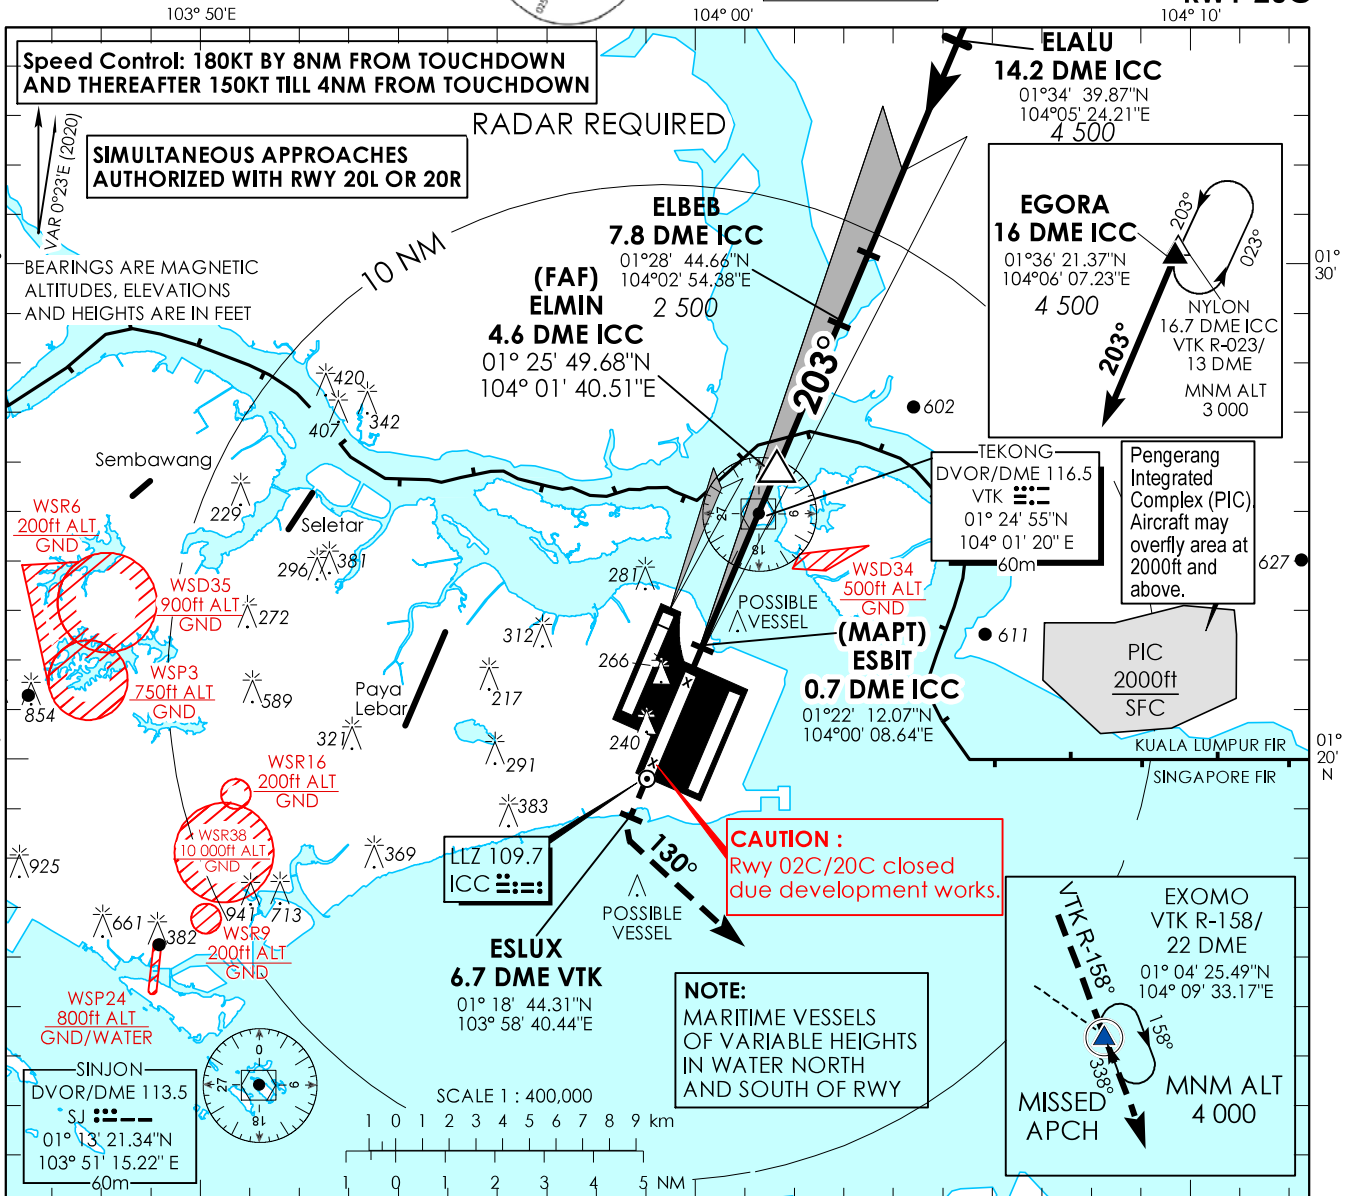 RWY 20C
103° 50'E
104° 00'
104° 10'
Speed Control: 180KT BY 8NM FROM TOUCHDOWN
AND THEREAFTER 150KT TILL 4NM FROM TOUCHDOWN
RADAR REQUIRED
SIMULTANEOUS APPROACHES
AUTHORIZED WITH RWY 20L OR 20R
VAR 0°23'E (2020)
BEARINGS ARE MAGNETIC
ALTITUDES, ELEVATIONS
AND HEIGHTS ARE IN FEET
10 NM
ELALU
14.2 DME ICC
01°34' 39.87"N
104°05' 24.21"E
4 500
EGORA
16 DME ICC
01°36' 21.37"N
104°06' 07.23"E
4 500
203°
023°
203°
NYLON
16.7 DME ICC
VTK R-023/
13 DME
MNM ALT
3 000
01°
30'
ELBEB
7.8 DME ICC
01°28' 44.66"N
104°02' 54.38"E
2 500
(FAF)
ELMIN
4.6 DME ICC
01° 25' 49.68"N
104° 01' 40.51"E
203°
420
407
342
602
Sembawang
229
Seletar
296
381
281
TEKONG
DVOR/DME 116.5
VTK
01° 24' 55"N
104° 01' 20" E
60m
27
9
18
Pengerang
Integrated
Complex (PIC).
Aircraft may
overfly area at
2000ft and
above.
627
611
PIC
2000ft
SFC
WSR6
200ft ALT
GND
WSD35
900ft ALT
GND
WSP3
750ft ALT
GND
WSD34
500ft ALT
GND
POSSIBLE
VESSEL
272
312
266
217
589
854
Paya
Lebar
321
240
291
383
369
(MAPT)
ESBIT
0.7 DME ICC
01°22' 12.07"N
104°00' 08.64"E
KUALA LUMPUR FIR
SINGAPORE FIR
01°
20'
N
WSR16
200ft ALT
GND
WSR38
10 000ft ALT
GND
925
941
713
661
382
WSR9
200ft ALT
GND
WSP24
800ft ALT
GND/WATER
LLZ 109.7
ICC
130°
CAUTION :
Rwy 02C/20C closed
due development works.
POSSIBLE
VESSEL
ESLUX
6.7 DME VTK
01° 18' 44.31"N
103° 58' 40.44"E
NOTE:
MARITIME VESSELS
OF VARIABLE HEIGHTS
IN WATER NORTH
AND SOUTH OF RWY
EXOMO
VTK R-158/
22 DME
01° 04' 25.49"N
104° 09' 33.17"E
VTK R-158°
158°
338°
MISSED
APCH
MNM ALT
4 000
SINJON
DVOR/DME 113.5
SJ
01° 13' 21.34"N
103° 51' 15.22" E
60m
0
27
9
18
SCALE 1 : 400,000
1 0 1 2 3 4 5 6 7 8 9 km
1 0 1 2 3 4 5 NM